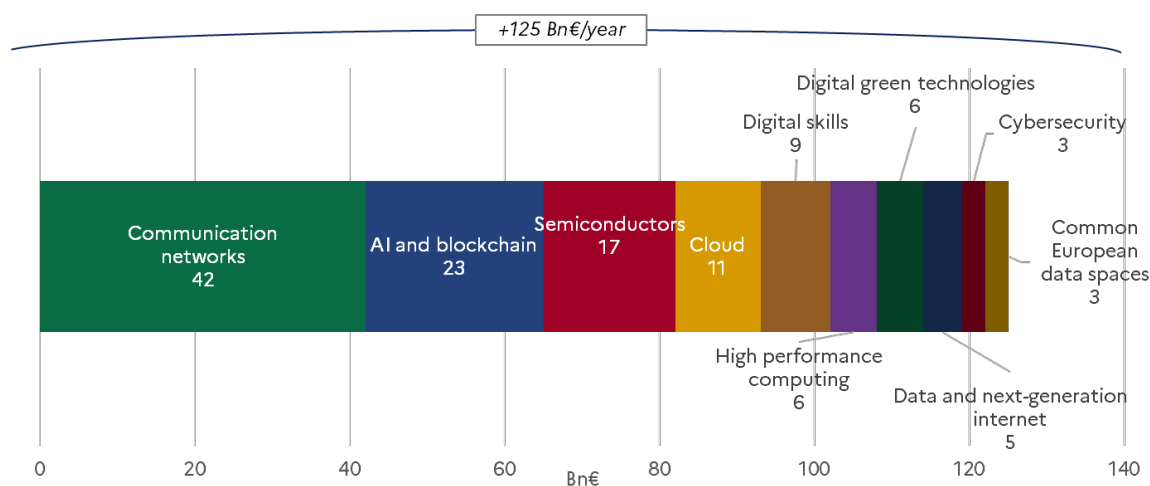 +125 Bn€/year
Digital green technologies
6
Digital skills
9
Cybersecurity
3
Communication
networks
42
AI and blockchain
23
Semiconductors
17
Cloud
11
Common
European
data spaces
3
High performance
computing
6
Data and next-generation
internet
5
0 20 40 60 80 100 120 140
Bn€